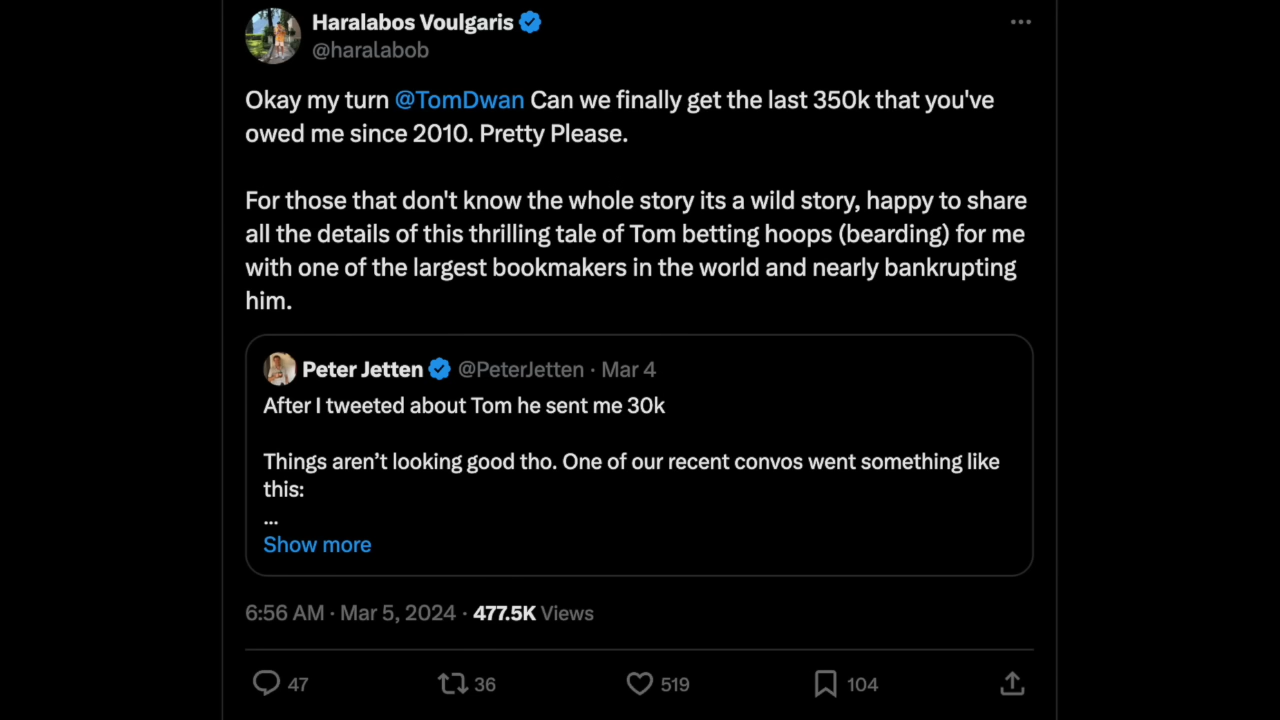 Haralabos Voulgaris
@haralabob
Okay my turn @TomDwan Can we finally get the last 350k that you've
owed me since 2010. Pretty Please.
For those that don't know the whole story its a wild story, happy to share
all the details of this thrilling tale of Tom betting hoops (bearding) for me
with one of the largest bookmakers in the world and nearly bankrupting
him.
Peter Jetten @PeterJetten · Mar 4
After I tweeted about Tom he sent me 30k
Things aren’t looking good tho. One of our recent convos went something like
this:
...
Show more
6:56 AM · Mar 5, 2024 · 477.5K Views
47 36 519 104